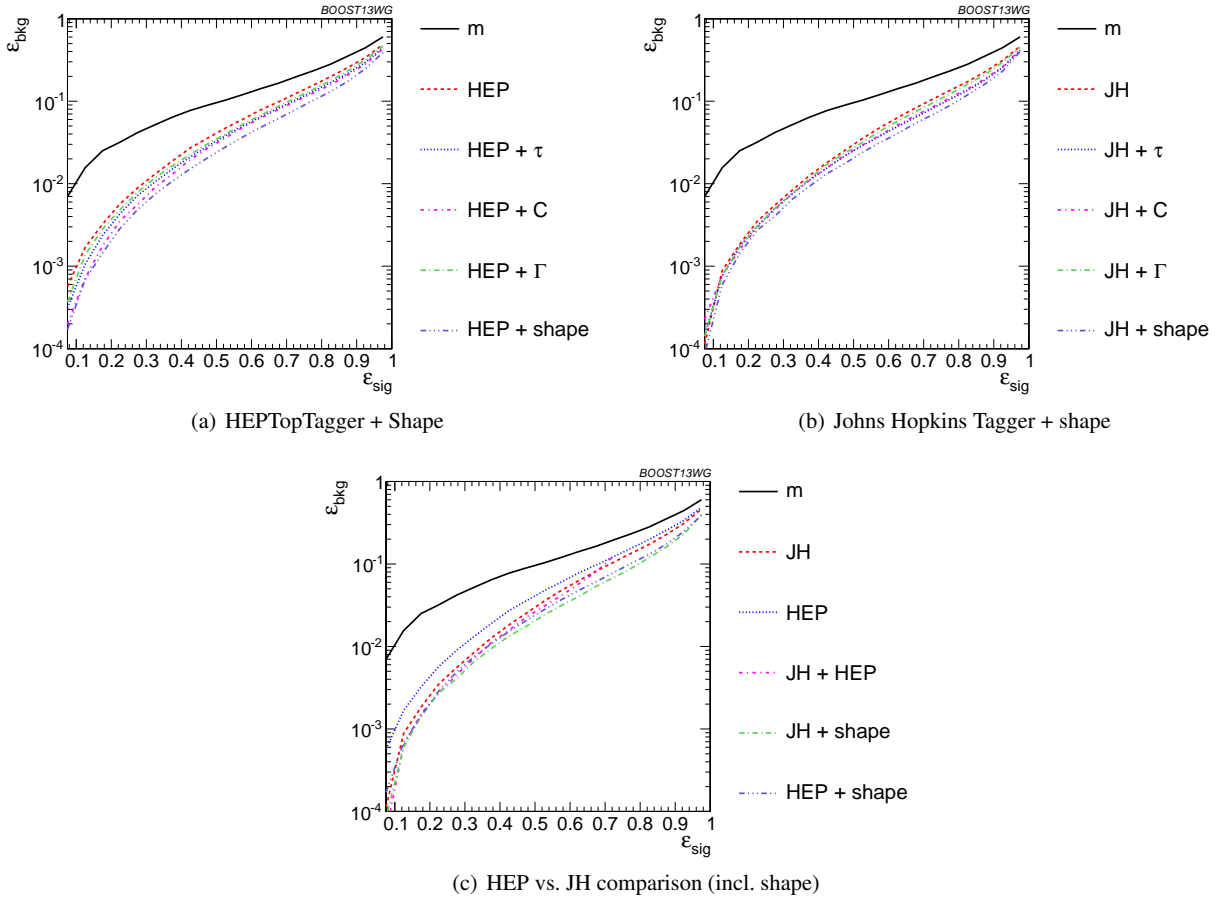 BOOST13WG
ε_bkg
1
10^-1
10^-2
10^-3
10^-4
0.1 0.2 0.3 0.4 0.5 0.6 0.7 0.8 0.9 1
ε_sig
m
HEP
HEP + τ
HEP + C
HEP + Γ
HEP + shape
(a) HEPTopTagger + Shape
BOOST13WG
ε_bkg
1
10^-1
10^-2
10^-3
10^-4
0.1 0.2 0.3 0.4 0.5 0.6 0.7 0.8 0.9 1
ε_sig
m
JH
JH + τ
JH + C
JH + Γ
JH + shape
(b) Johns Hopkins Tagger + shape
BOOST13WG
ε_bkg
1
10^-1
10^-2
10^-3
10^-4
0.1 0.2 0.3 0.4 0.5 0.6 0.7 0.8 0.9 1
ε_sig
m
JH
HEP
JH + HEP
JH + shape
HEP + shape
(c) HEP vs. JH comparison (incl. shape)